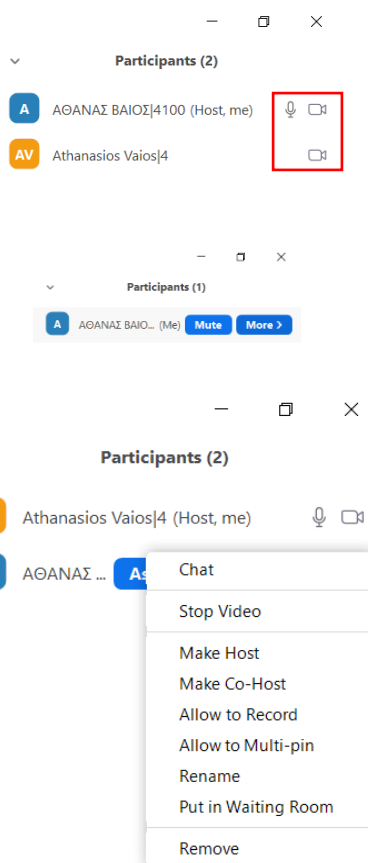 Participants (2)
A ΑΘΑΝΑΣ ΒΑΙΟΣ|4100 (Host, me)
AV Athanasios Vaios|4
Participants (1)
A ΑΘΑΝΑΣ ΒΑΙΟ... (Me) Mute More >
Participants (2)
Athanasios Vaios|4 (Host, me)
ΑΘΑΝΑΣ ... As
Chat
Stop Video
Make Host
Make Co-Host
Allow to Record
Allow to Multi-pin
Rename
Put in Waiting Room
Remove